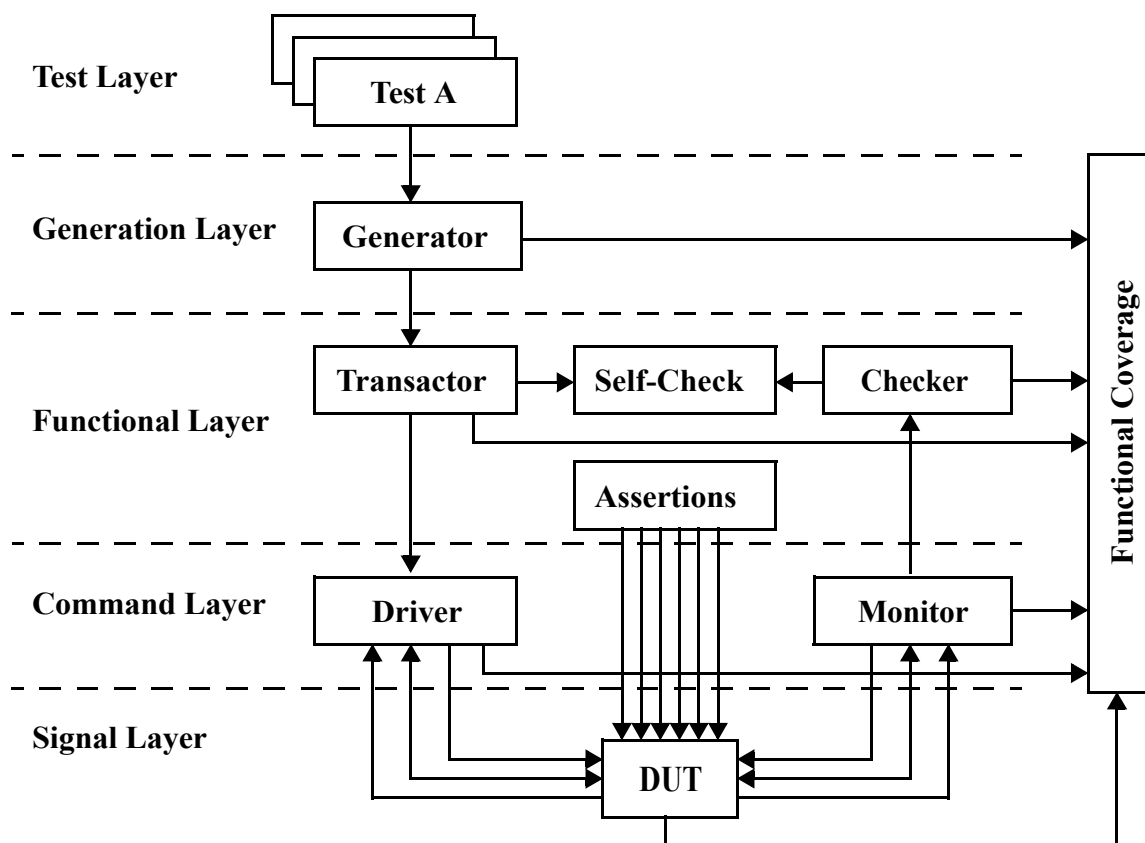 Test Layer
Test A
Generation Layer
Generator
Functional Layer
Transactor
Self-Check
Checker
Assertions
Command Layer
Driver
Monitor
Signal Layer
DUT
Functional Coverage